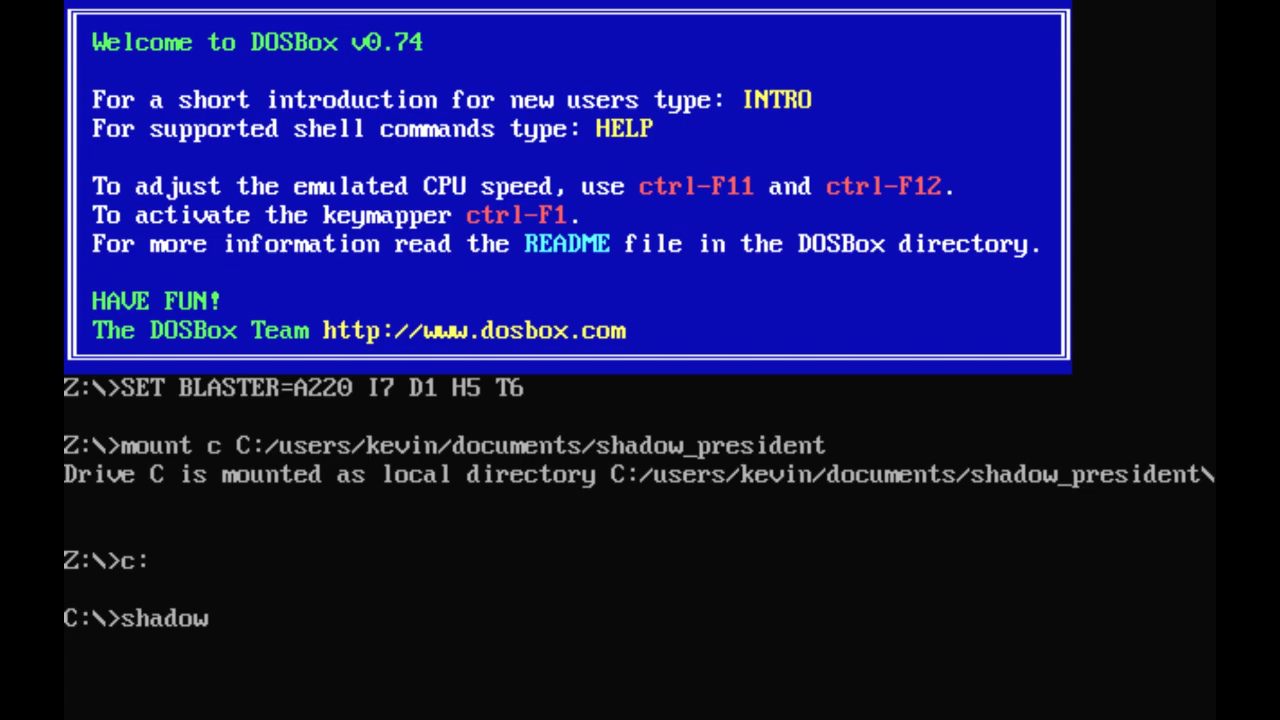 Welcome to DOSBox v0.74
For a short introduction for new users type: INTRO
For supported shell commands type: HELP
To adjust the emulated CPU speed, use ctrl-F11 and ctrl-F12.
To activate the keymapper ctrl-F1.
For more information read the README file in the DOSBox directory.
HAVE FUN!
The DOSBox Team http://www.dosbox.com
Z:\>SET BLASTER=A220 I7 D1 H5 T6
Z:\>mount c C:/users/kevin/documents/shadow_president
Drive C is mounted as local directory C:/users/kevin/documents/shadow_president\
Z:\>c:
C:\>shadow